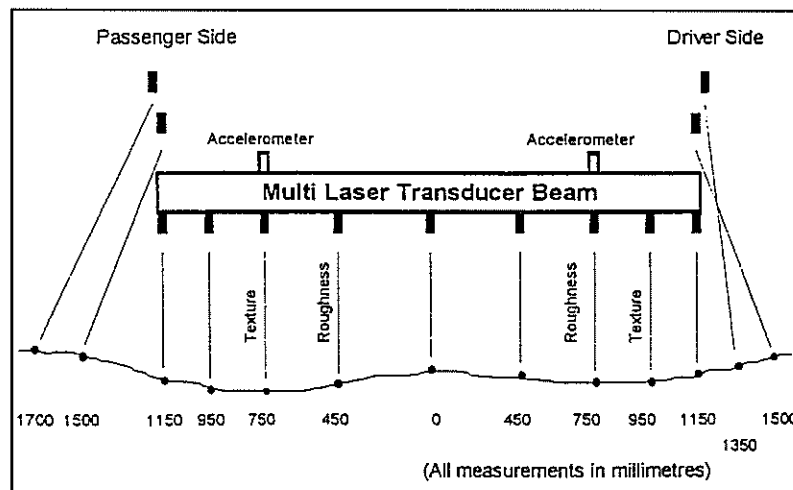 Passenger Side Driver Side
Accelerometer Accelerometer
Multi Laser Transducer Beam
Texture Roughness Roughness Texture
1700 1500 1150 950 750 450 0 450 750 950 1150 1500
1350
(All measurements in millimetres)